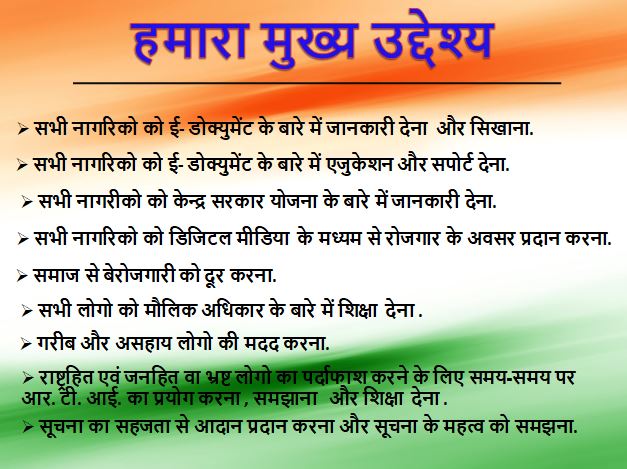 हमारा मुख्य उद्देश्य
➢ सभी नागरिको को ई- डोक्युमेंट के बारे में जानकारी देना और सिखाना.
➢ सभी नागरिको को ई- डोक्युमेंट के बारे में एजुकेशन और सपोर्ट देना.
➢ सभी नागरीको को केन्द्र सरकार योजना के बारे में जानकारी देना.
➢ सभी नागरिको को डिजिटल मीडिया के मध्यम से रोजगार के अवसर प्रदान करना.
➢ समाज से बेरोजगारी को दूर करना.
➢ सभी लोगो को मौलिक अधिकार के बारे में शिक्षा देना .
➢ गरीब और असहाय लोगो की मदद करना.
➢ राष्ट्रहित एवं जनहित वा भ्रष्ट लोगो का पर्दाफाश करने के लिए समय-समय पर
आर. टी. आई. का प्रयोग करना , समझाना और शिक्षा देना .
➢ सूचना का सहजता से आदान प्रदान करना और सूचना के महत्व को समझना.